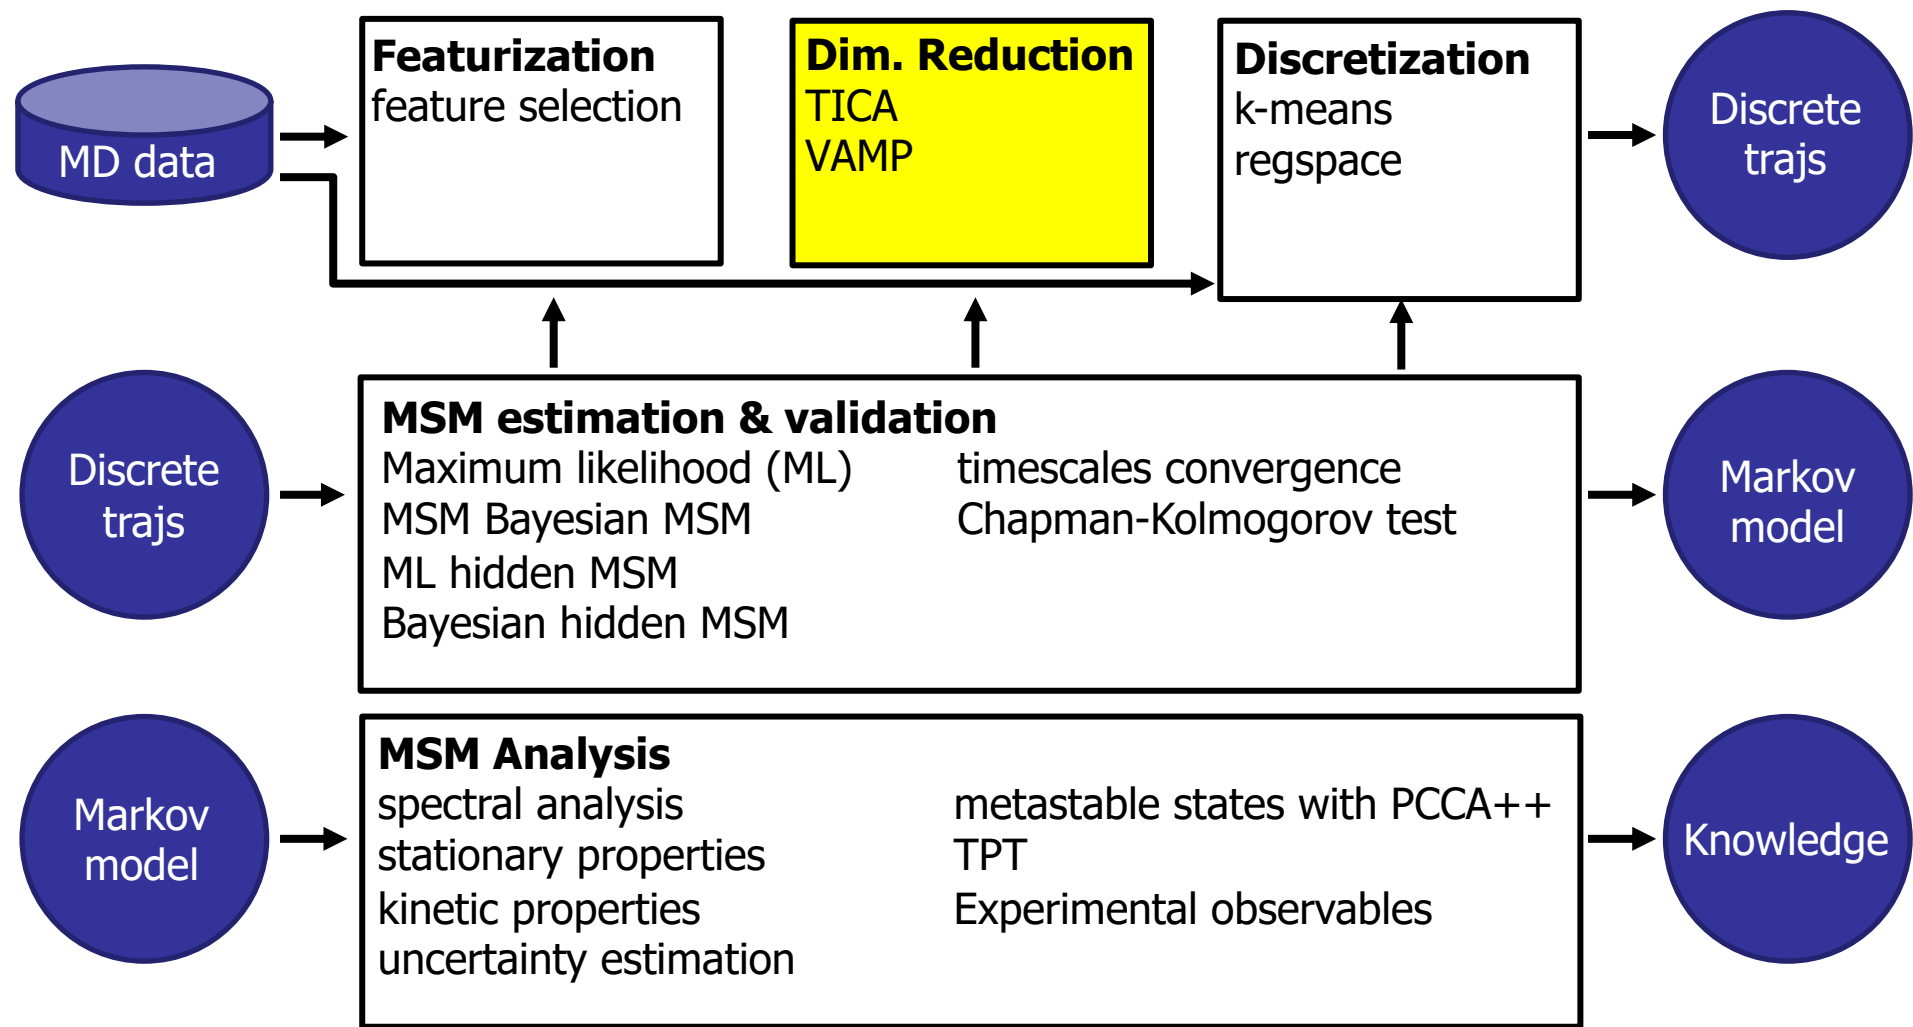 MD data
Featurization
feature selection
Dim. Reduction
TICA
VAMP
Discretization
k-means
regspace
Discrete
trajs
Discrete
trajs
MSM estimation & validation
Maximum likelihood (ML)
MSM Bayesian MSM
ML hidden MSM
Bayesian hidden MSM
timescales convergence
Chapman-Kolmogorov test
Markov
model
Markov
model
MSM Analysis
spectral analysis
stationary properties
kinetic properties
uncertainty estimation
metastable states with PCCA++
TPT
Experimental observables
Knowledge